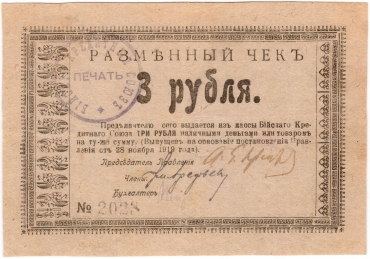 РАЗМѢННЫЙ ЧЕКЪ
ПЕЧАТЬ
3 рубля.
Предъявителю сего выдается изъ кассы Бійскаго Кре-
дитнаго Союза ТРИ РУБЛЯ наличными деньгами или товаромъ
на ту-же сумму. (Выпущенъ на основаніи постановленія Прав-
ленія отъ 28 ноября 1919 года).
Предсѣдатель Правленія
Члены:
Бухгалтеръ
№ 2028